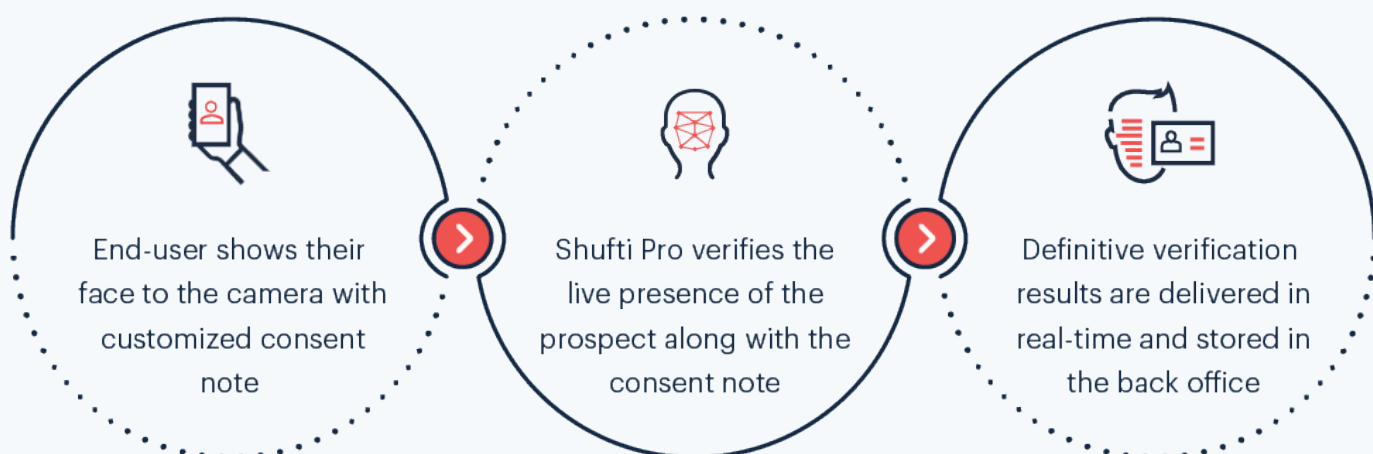 End-user shows their
face to the camera with
customized consent
note
Shufti Pro verifies the
live presence of the
prospect along with the
consent note
Definitive verification
results are delivered in
real-time and stored in
the back office